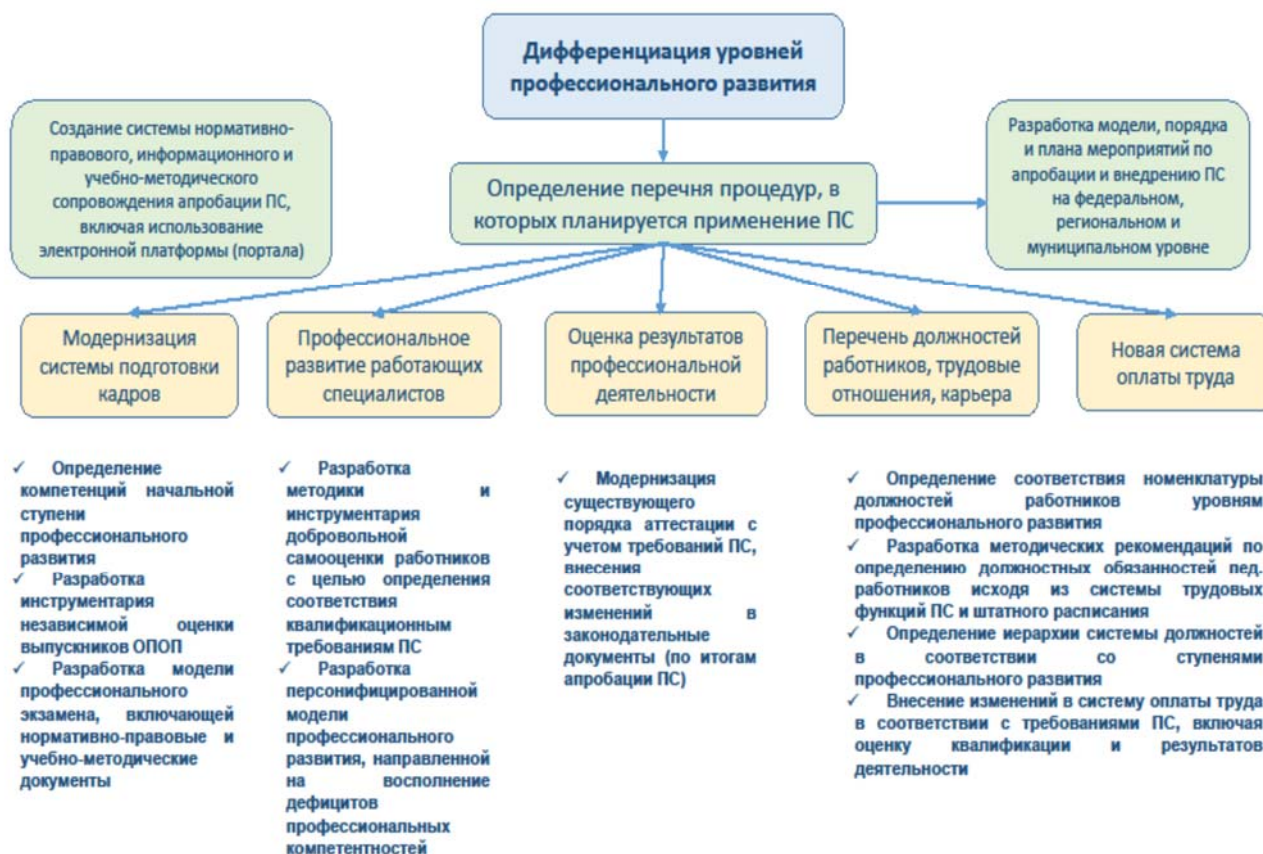 Дифференциация уровней
профессионального развития
Создание системы нормативно-
правового, информационного и
учебно-методического
сопровождения апробации ПС,
включая использование
электронной платформы (портала)
Определение перечня процедур, в
которых планируется применение ПС
Разработка модели, порядка
и плана мероприятий по
апробации и внедрению ПС
на федеральном,
региональном и
муниципальном уровне
Модернизация
системы подготовки
кадров
Профессиональное
развитие работающих
специалистов
Оценка результатов
профессиональной
деятельности
Перечень должностей
работников, трудовые
отношения, карьера
Новая система
оплаты труда
✓ Определение
компетенций начальной
ступени
профессионального
развития
✓ Разработка
инструментария
независимой оценки
выпускников ОПОП
✓ Разработка модели
профессионального
экзамена, включающей
нормативно-правовые и
учебно-методические
документы
✓ Разработка
методики и
инструментария
добровольной
самооценки работников
с целью определения
соответствия
квалификационным
требованиям ПС
✓ Разработка
персонифицированной
модели
профессионального
развития, направленной
на восполнение
дефицитов
профессиональных
компетентностей
✓ Модернизация
существующего
порядка аттестации с
учетом требований ПС,
внесения
соответствующих
изменений в
законодательные
документы (по итогам
апробации ПС)
✓ Определение соответствия номенклатуры
должностей работников уровням
профессионального развития
✓ Разработка методических рекомендаций по
определению должностных обязанностей пед.
работников исходя из системы трудовых
функций ПС и штатного расписания
✓ Определение иерархии системы должностей
в соответствии со ступенями
профессионального развития
✓ Внесение изменений в систему оплаты труда
в соответствии с требованиями ПС, включая
оценку квалификации и результатов
деятельности